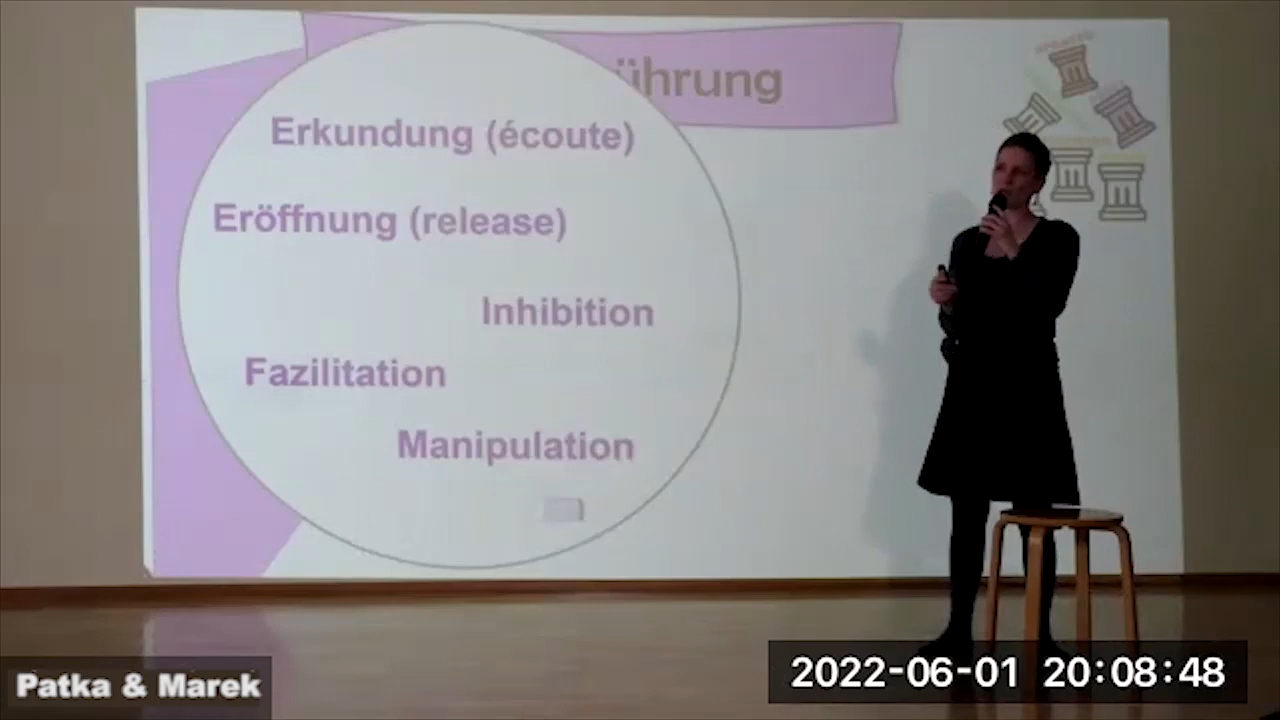 ührung
Erkundung (écoute)
Eröffnung (release)
Inhibition
Fazilitation
Manipulation
Patka & Marek
2022-06-01 20:08:48